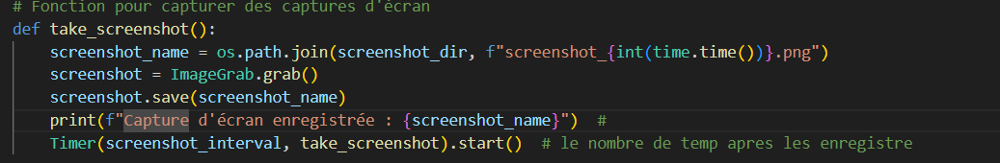 # Fonction pour capturer des captures d'écran
def take_screenshot():
    screenshot_name = os.path.join(screenshot_dir, f"screenshot_{int(time.time())}.png")
    screenshot = ImageGrab.grab()
    screenshot.save(screenshot_name)
    print(f"Capture d'écran enregistrée : {screenshot_name}")  #
    Timer(screenshot_interval, take_screenshot).start()  # le nombre de temp apres les enregistre